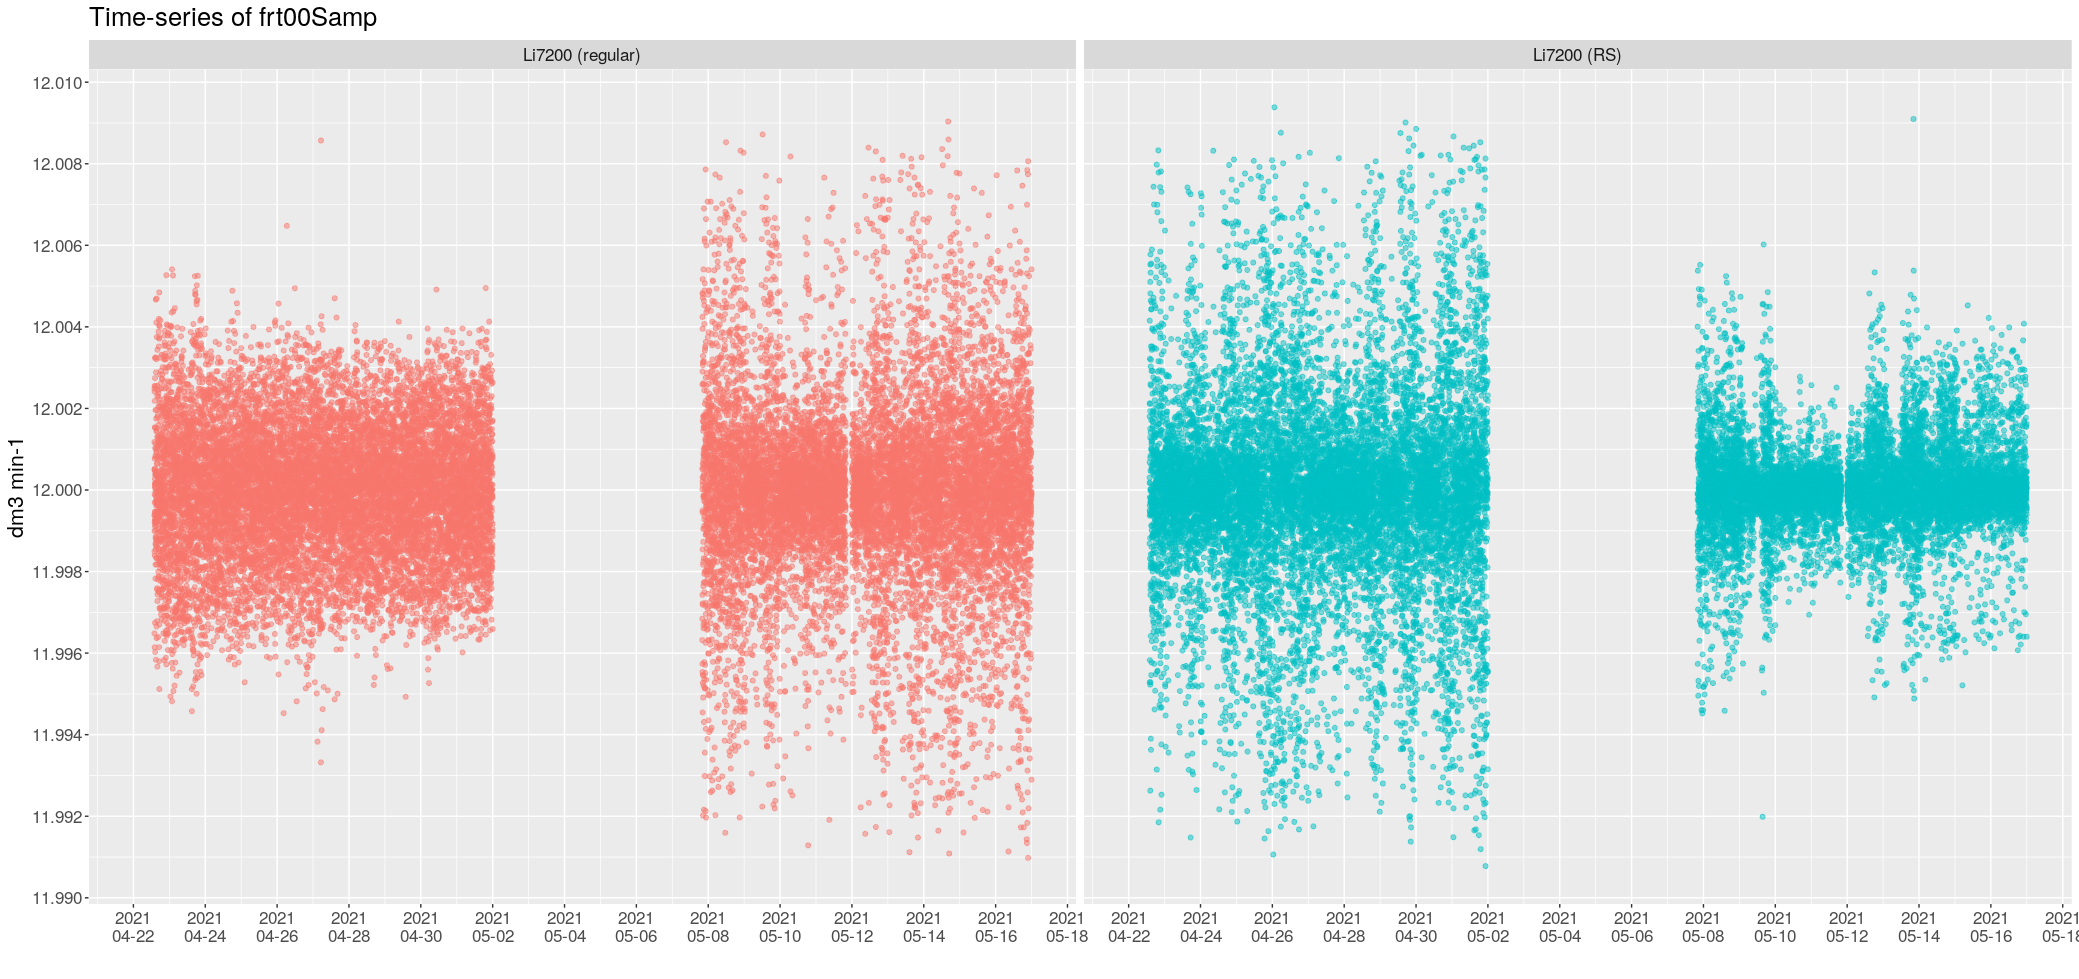 Time-series of frt00Samp
Li7200 (regular)
Li7200 (RS)
dm3 min-1
12.010
12.008
12.006
12.004
12.002
12.000
11.998
11.996
11.994
11.992
11.990
2021 2021 2021 2021 2021 2021 2021 2021 2021 2021 2021 2021 2021 2021
04-22 04-24 04-26 04-28 04-30 05-02 05-04 05-06 05-08 05-10 05-12 05-14 05-16 05-18
2021 2021 2021 2021 2021 2021 2021 2021 2021 2021 2021 2021 2021 2021
04-22 04-24 04-26 04-28 04-30 05-02 05-04 05-06 05-08 05-10 05-12 05-14 05-16 05-18